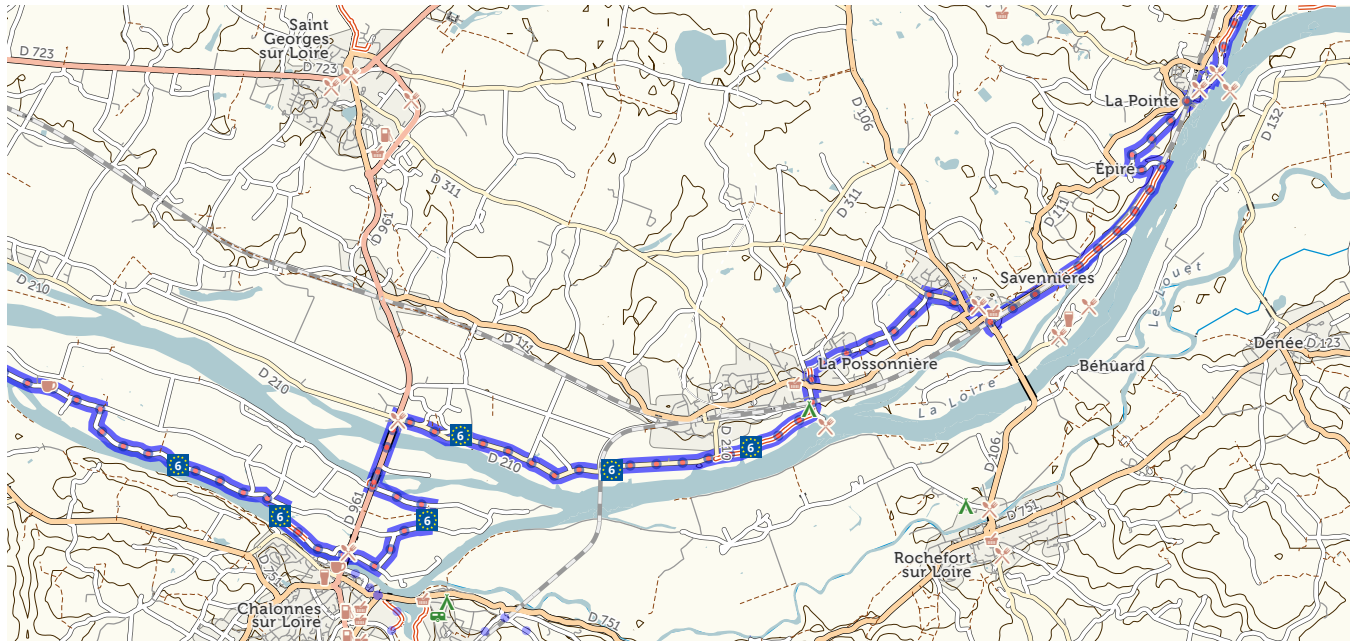 Saint
Georges
sur Loire
D 723
D 723
D 106
La Pointe
D 132
Épiré
D 311
D 311
D 111
D 961
Savennières
Le Louet
D 210
D 111
Denée
D 123
La Possonnière
Béhuard
La Loire
D 210
6
D 210
6
6
D 210
6
D 106
6
D 961
6
D 751
Rochefort
sur Loire
Chalonnes
sur Loire
D 751